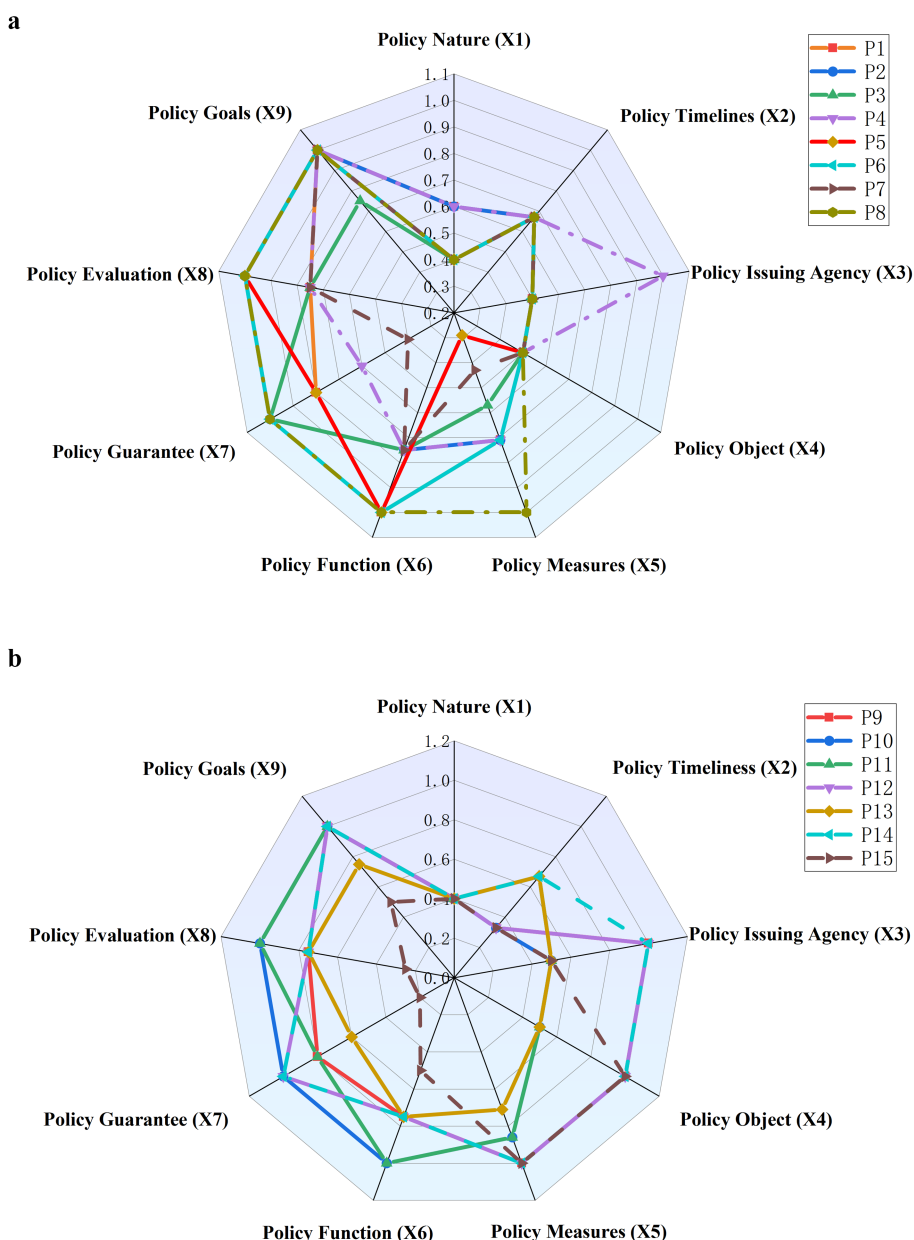 a
Policy Nature (X1)
Policy Timelines (X2)
Policy Issuing Agency (X3)
Policy Object (X4)
Policy Measures (X5)
Policy Function (X6)
Policy Guarantee (X7)
Policy Evaluation (X8)
Policy Goals (X9)
1.1
1.0
0.9
0.8
0.7
0.6
0.5
0.4
0.3
0.2
P1
P2
P3
P4
P5
P6
P7
P8
b
Policy Nature (X1)
Policy Timeliness (X2)
Policy Issuing Agency (X3)
Policy Object (X4)
Policy Measures (X5)
Policy Function (X6)
Policy Guarantee (X7)
Policy Evaluation (X8)
Policy Goals (X9)
1.2
1.0
0.8
0.6
0.4
0.2
0.0
P9
P10
P11
P12
P13
P14
P15